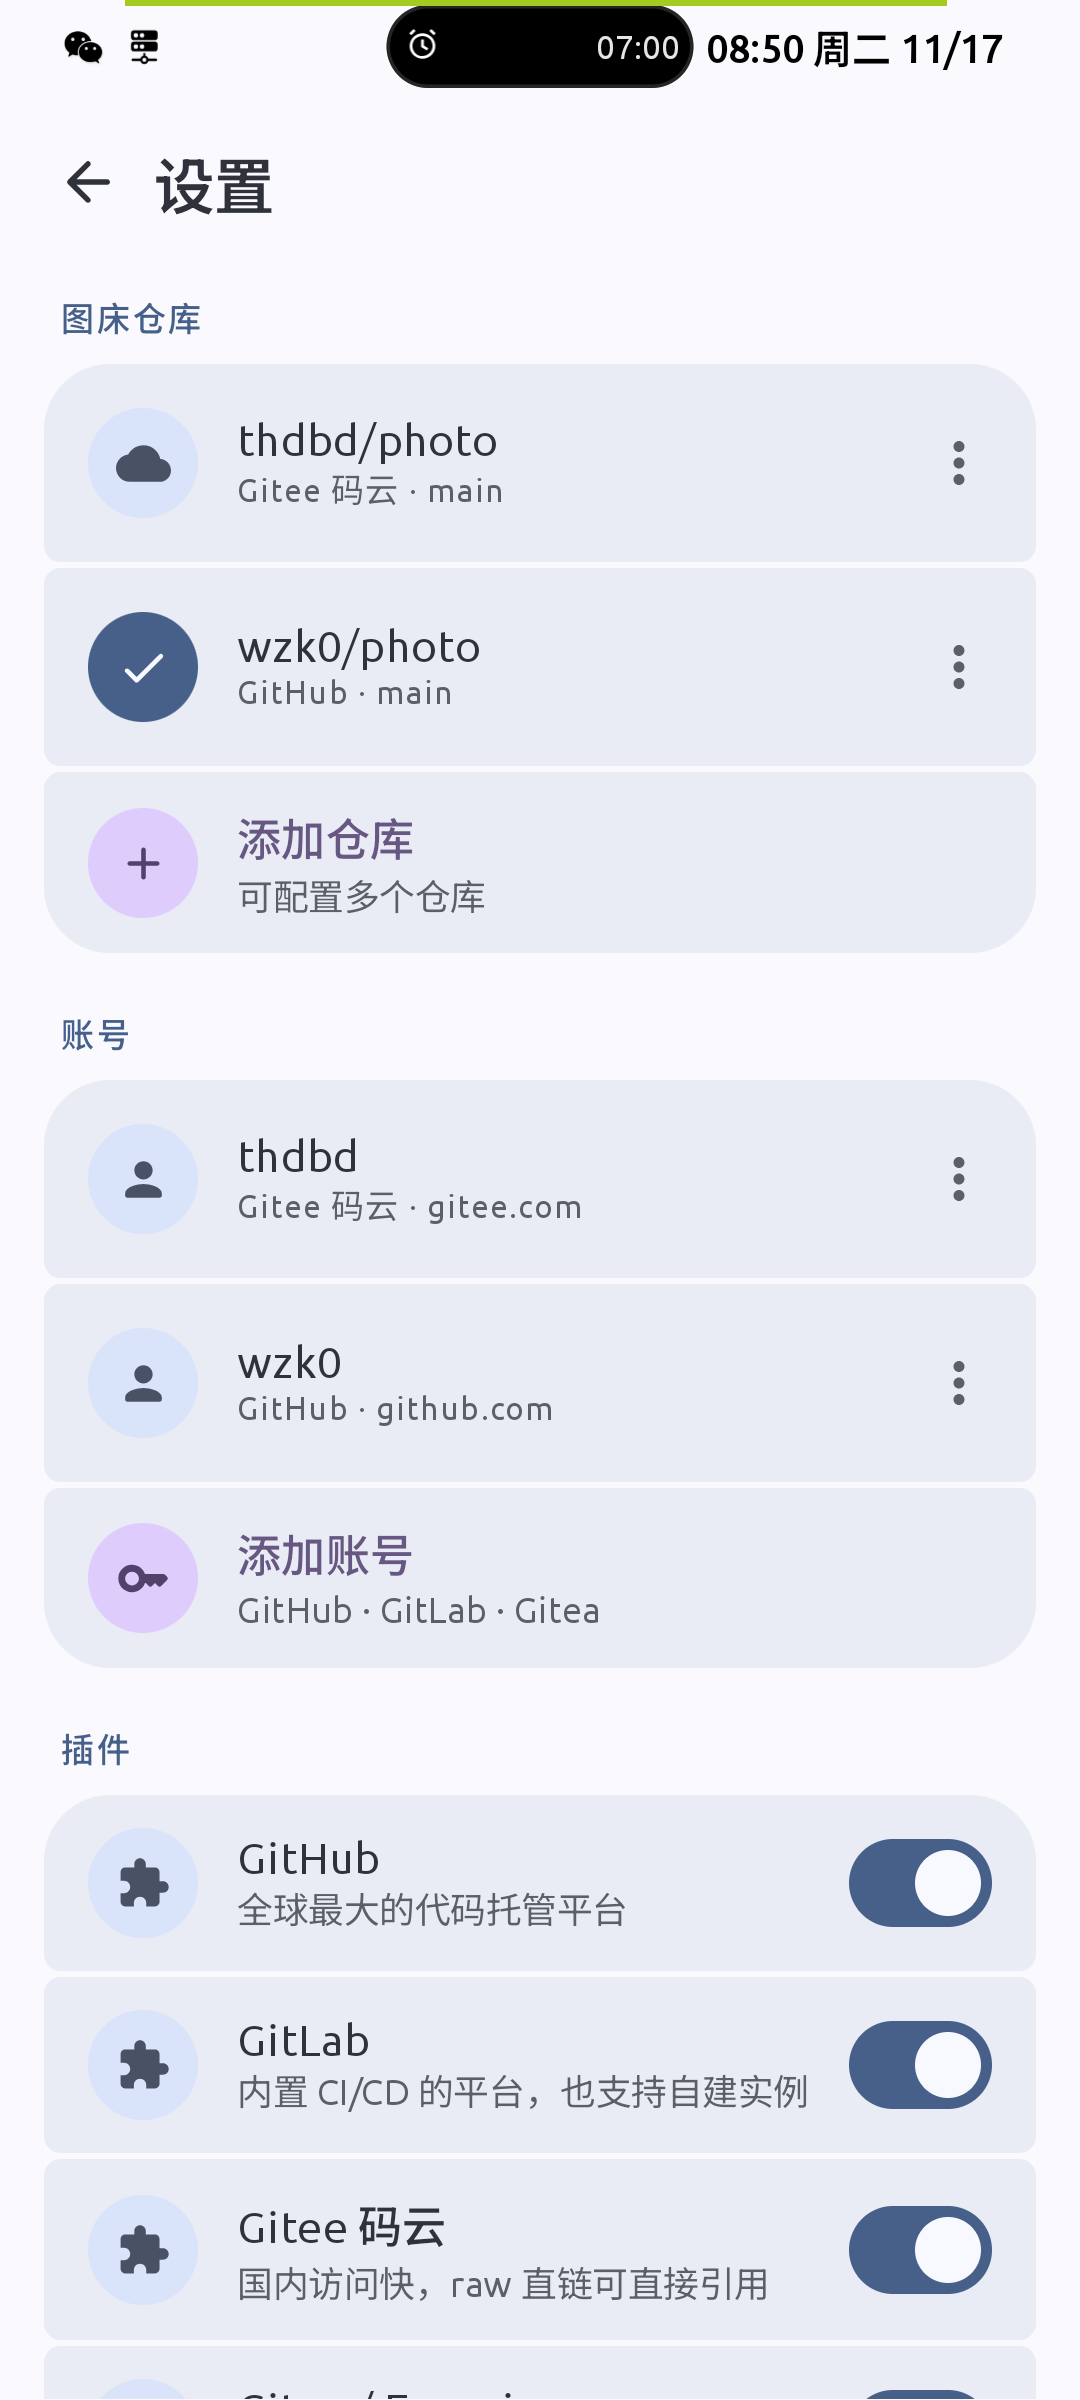 07:00 08:50 周二 11/17
设置
图床仓库
thdbd/photo
Gitee 码云 · main
wzk0/photo
GitHub · main
添加仓库
可配置多个仓库
账号
thdbd
Gitee 码云 · gitee.com
wzk0
GitHub · github.com
添加账号
GitHub · GitLab · Gitea
插件
GitHub
全球最大的代码托管平台
GitLab
内置 CI/CD 的平台，也支持自建实例
Gitee 码云
国内访问快，raw 直链可直接引用